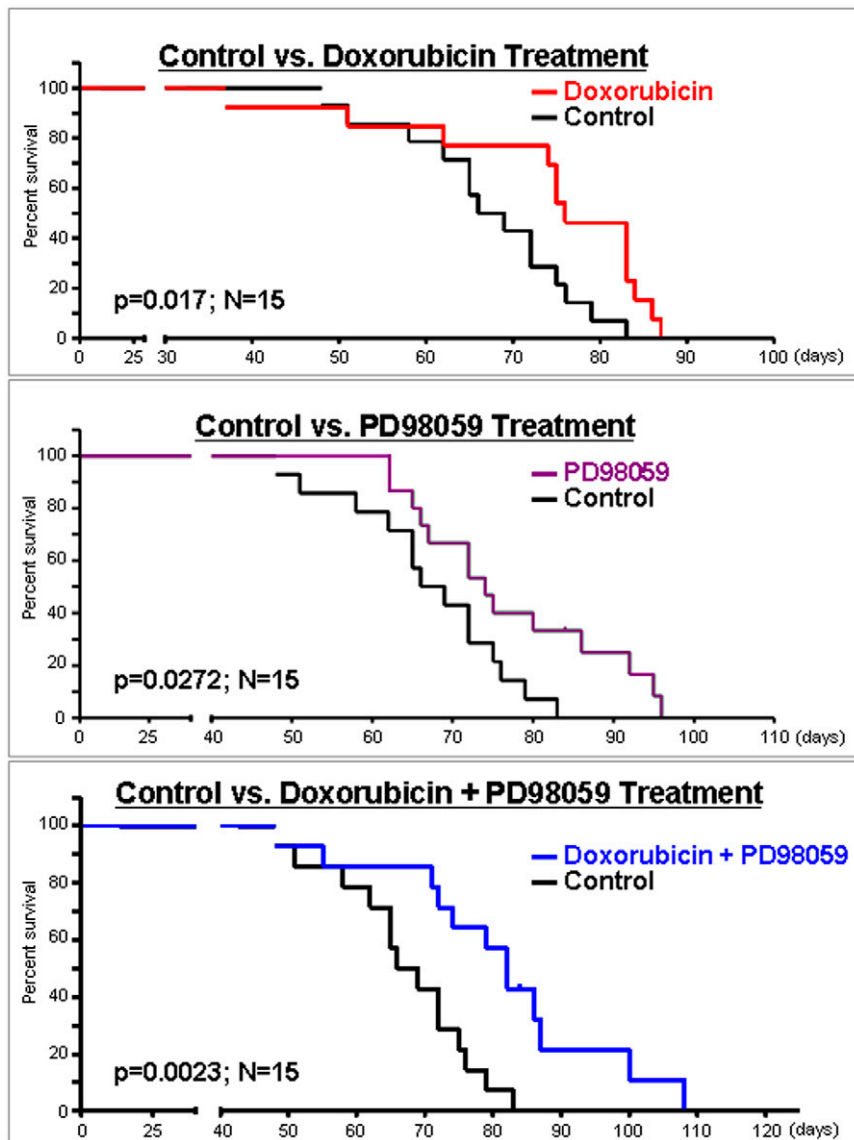 Control vs. Doxorubicin Treatment
Doxorubicin
Control
Percent survival
100
80
60
40
20
0
p=0.017; N=15
0 25 30 40 50 60 70 80 90 100 (days)
Control vs. PD98059 Treatment
PD98059
Control
Percent survival
100
80
60
40
20
0
p=0.0272; N=15
0 25 40 50 60 70 80 90 100 110 (days)
Control vs. Doxorubicin + PD98059 Treatment
Doxorubicin + PD98059
Control
Percent survival
100
80
60
40
20
0
p=0.0023; N=15
0 25 40 50 60 70 80 90 100 110 120 (days)